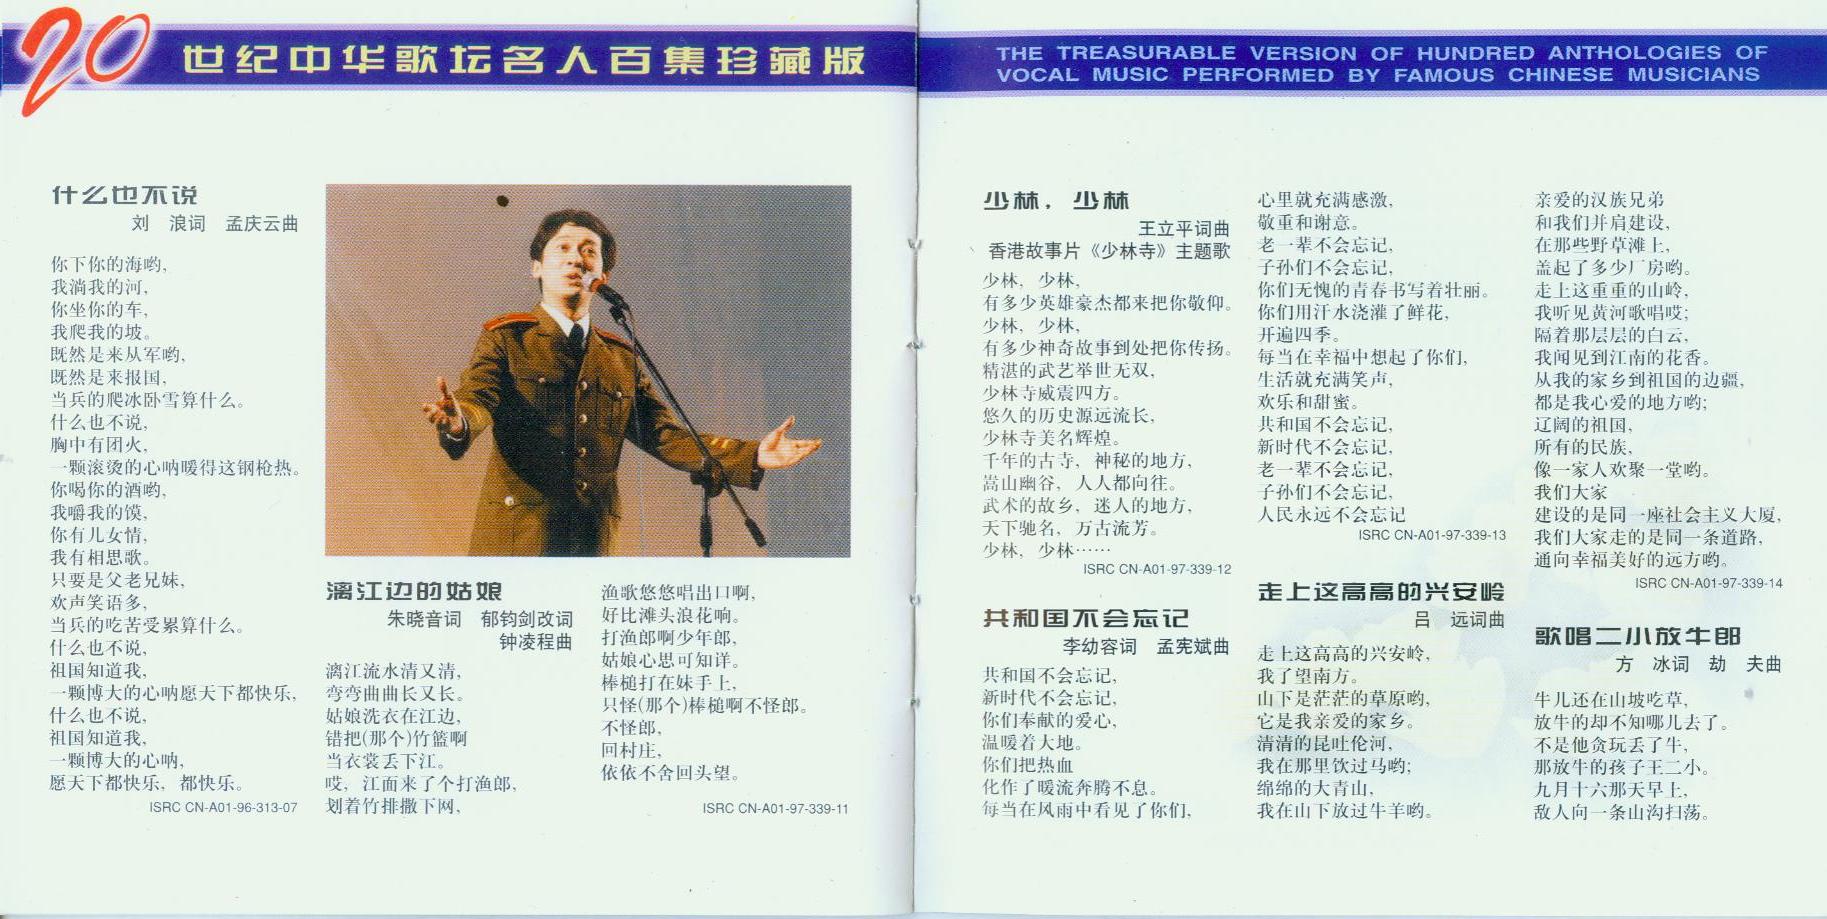 20世纪中华歌坛名人百集珍藏版
什么也不说
刘 浪词 孟庆云曲
你下你的海哟,
我淌我的河,
你坐你的车,
我爬我的坡。
既然是来从军哟,
既然是来报国,
当兵的爬冰卧雪算什么。
什么也不说,
胸中有团火,
一颗滚烫的心呐暖得这钢枪热。
你喝你的酒哟,
我嚼我的馍,
你有儿女情,
我有相思歌。
只要是父老兄妹,
欢声笑语多,
当兵的吃苦受累算什么。
什么也不说,
祖国知道我,
一颗博大的心呐愿天下都快乐,
什么也不说,
祖国知道我,
一颗博大的心呐,
愿天下都快乐, 都快乐。
ISRC CN-A01-96-313-07
漓江边的姑娘
朱晓音词 郁钧剑改词
钟凌程曲
漓江流水清又清,
弯弯曲曲长又长。
姑娘洗衣在江边,
错把(那个)竹篮啊
当衣裳丢下江。
哎, 江面来了个打渔郎,
划着竹排撒下网,
渔歌悠悠唱出口啊,
好比滩头浪花响。
打渔郎啊少年郎,
姑娘心思可知详。
棒槌打在妹手上,
只怪(那个)棒槌啊不怪郎。
不怪郎,
回村庄,
依依不舍回头望。
ISRC CN-A01-97-339-11
THE TREASURABLE VERSION OF HUNDRED ANTHOLOGIES OF
VOCAL MUSIC PERFORMED BY FAMOUS CHINESE MUSICIANS
少林, 少林
王立平词曲
香港故事片《少林寺》主题歌
少林, 少林,
有多少英雄豪杰都来把你敬仰。
少林, 少林,
有多少神奇故事到处把你传扬。
精湛的武艺举世无双,
少林寺威震四方。
悠久的历史源远流长,
少林寺美名辉煌。
千年的古寺, 神秘的地方,
嵩山幽谷, 人人都向往。
武术的故乡, 迷人的地方,
天下驰名, 万古流芳。
少林, 少林……
ISRC CN-A01-97-339-12
共和国不会忘记
李幼容词 孟宪斌曲
共和国不会忘记,
新时代不会忘记,
你们奉献的爱心,
温暖着大地。
你们把热血
化作了暖流奔腾不息。
每当在风雨中看见了你们,
心里就充满感激,
敬重和谢意。
老一辈不会忘记,
子孙们不会忘记,
你们无愧的青春书写着壮丽。
你们用汗水浇灌了鲜花,
开遍四季。
每当在幸福中想起了你们,
生活就充满笑声,
欢乐和甜蜜。
共和国不会忘记,
新时代不会忘记,
老一辈不会忘记,
子孙们不会忘记,
人民永远不会忘记
ISRC CN-A01-97-339-13
走上这高高的兴安岭
吕 远词曲
走上这高高的兴安岭,
我了望南方。
山下是茫茫的草原哟,
它是我亲爱的家乡。
清清的昆吐伦河,
我在那里饮过马哟;
绵绵的大青山,
我在山下放过牛羊哟。
亲爱的汉族兄弟
和我们并肩建设,
在那些野草滩上,
盖起了多少厂房哟。
走上这重重的山岭,
我听见黄河歌唱哎;
隔着那层层的白云,
我闻见到江南的花香。
从我的家乡到祖国的边疆,
都是我心爱的地方哟;
辽阔的祖国,
所有的民族,
像一家人欢聚一堂哟。
我们大家
建设的是同一座社会主义大厦,
我们大家走的是同一条道路,
通向幸福美好的远方哟。
ISRC CN-A01-97-339-14
歌唱二小放牛郎
方 冰词 劫 夫曲
牛儿还在山坡吃草,
放牛的却不知哪儿去了。
不是他贪玩丢了牛,
那放牛的孩子王二小。
九月十六那天早上,
敌人向一条山沟扫荡。